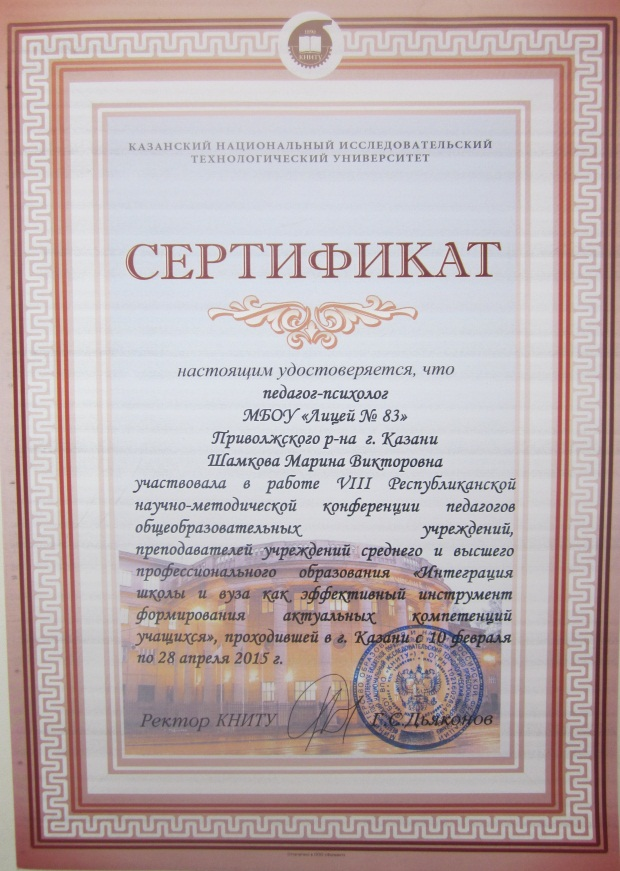 1890
КНИТУ
КАЗАНСКИЙ НАЦИОНАЛЬНЫЙ ИССЛЕДОВАТЕЛЬСКИЙ
ТЕХНОЛОГИЧЕСКИЙ УНИВЕРСИТЕТ
СЕРТИФИКАТ
настоящим удостоверяется, что
педагог-психолог
МБОУ «Лицей № 83»
Приволжского р-на г. Казани
Шамкова Марина Викторовна
участвовала в работе VIII Республиканской
научно-методической конференции педагогов
общеобразовательных учреждений,
преподавателей учреждений среднего и высшего
профессионального образования «Интеграция
школы и вуза как эффективный инструмент
формирования актуальных компетенций
учащихся», проходившей в г. Казани с 10 февраля
по 28 апреля 2015 г.
Ректор КНИТУ Г.С.Дьяконов